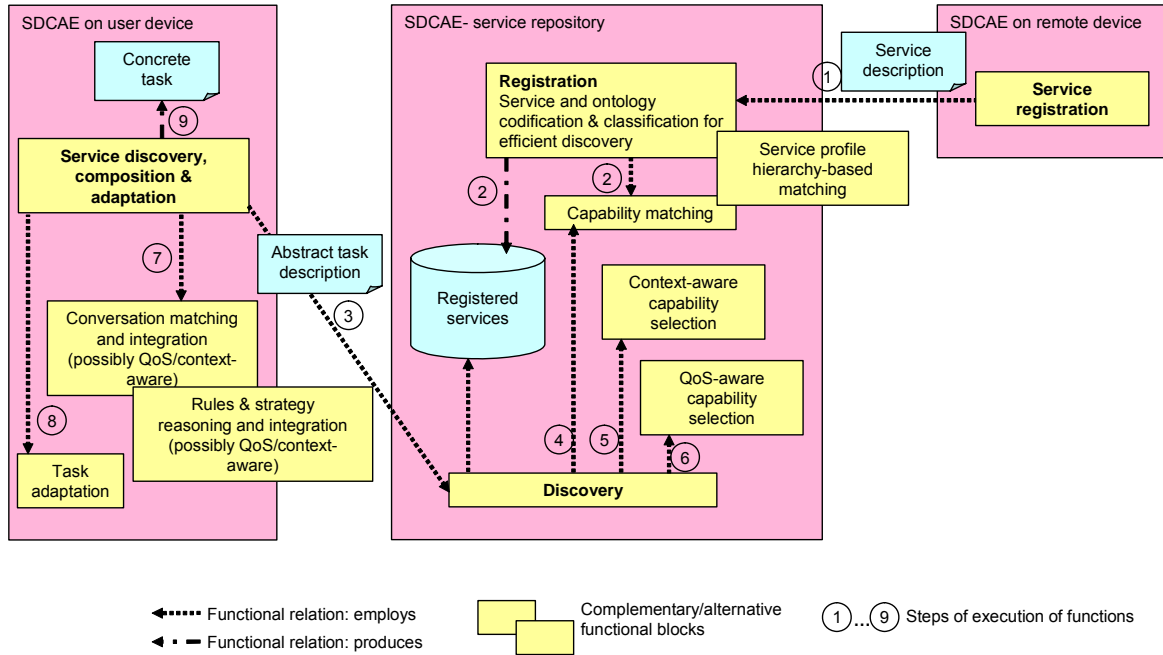 SDCAE on user device
Concrete
task
9
Service discovery,
composition &
adaptation
7
Abstract task
description
3
Conversation matching
and integration
(possibly QoS/context-
aware)
8
Rules & strategy
reasoning and integration
(possibly QoS/context-
aware)
Task
adaptation
SDCAE- service repository
Registration
Service and ontology
codification & classification for
efficient discovery
Service profile
hierarchy-based
matching
2
2
Capability matching
Registered
services
Context-aware
capability
selection
QoS-aware
capability
selection
4
5
6
Discovery
SDCAE on remote device
1
Service
description
Service
registration
Functional relation: employs
Functional relation: produces
Complementary/alternative
functional blocks
1...9 Steps of execution of functions